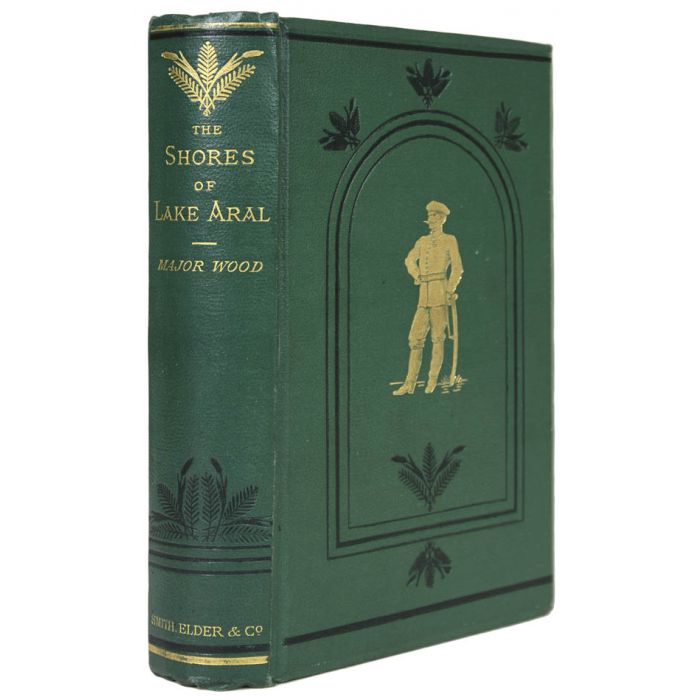 THE
SHORES
OF
LAKE ARAL
MAJOR WOOD
SMITH, ELDER & Co